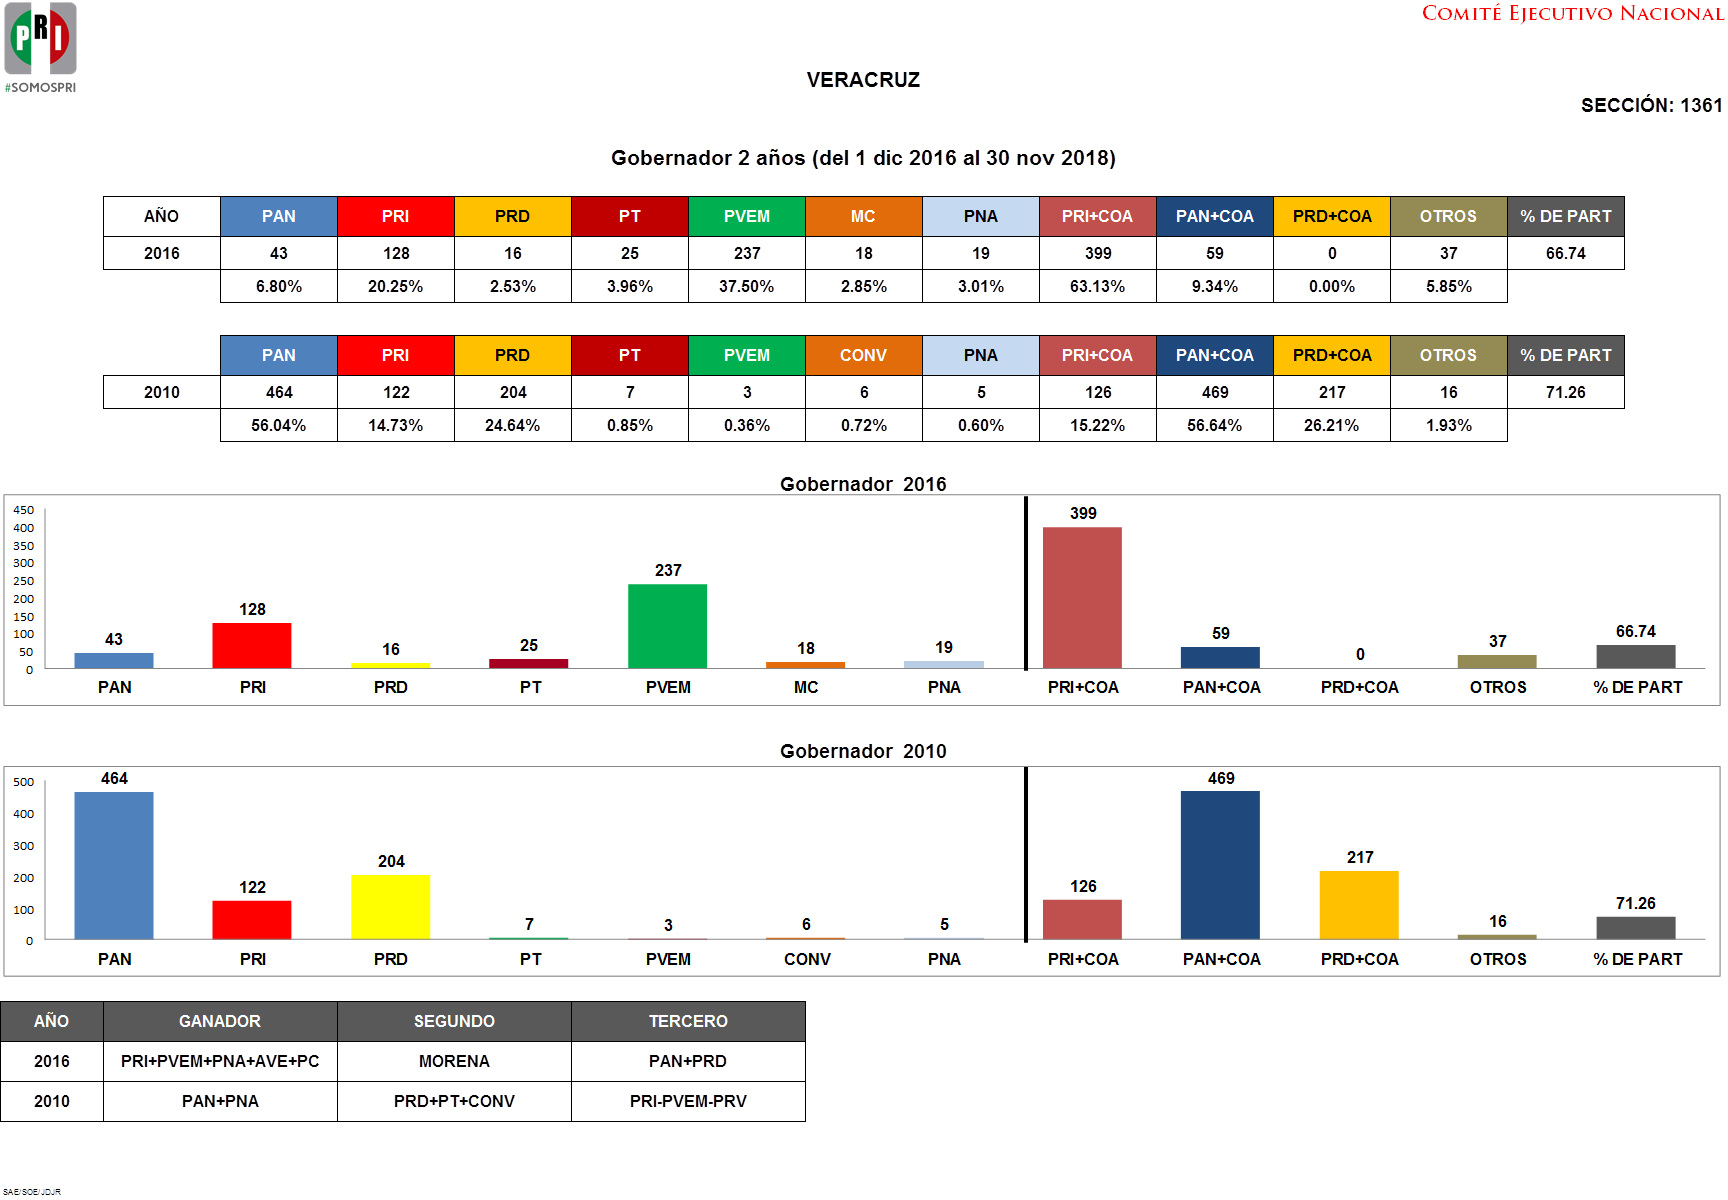 PRI
#SOMOSPRI
COMITÉ EJECUTIVO NACIONAL
VERACRUZ
SECCIÓN: 1361
Gobernador 2 años (del 1 dic 2016 al 30 nov 2018)
AÑO PAN PRI PRD PT PVEM MC PNA PRI+COA PAN+COA PRD+COA OTROS % DE PART
2016 43 128 16 25 237 18 19 399 59 0 37 66.74
6.80% 20.25% 2.53% 3.96% 37.50% 2.85% 3.01% 63.13% 9.34% 0.00% 5.85%
PAN PRI PRD PT PVEM CONV PNA PRI+COA PAN+COA PRD+COA OTROS % DE PART
2010 464 122 204 7 3 6 5 126 469 217 16 71.26
56.04% 14.73% 24.64% 0.85% 0.36% 0.72% 0.60% 15.22% 56.64% 26.21% 1.93%
Gobernador 2016
450
400
350
300
250
200
150
100
50
0
43 128 16 25 237 18 19 399 59 0 37 66.74
PAN PRI PRD PT PVEM MC PNA PRI+COA PAN+COA PRD+COA OTROS % DE PART
Gobernador 2010
500
400
300
200
100
0
464 122 204 7 3 6 5 126 469 217 16 71.26
PAN PRI PRD PT PVEM CONV PNA PRI+COA PAN+COA PRD+COA OTROS % DE PART
AÑO GANADOR SEGUNDO TERCERO
2016 PRI+PVEM+PNA+AVE+PC MORENA PAN+PRD
2010 PAN+PNA PRD+PT+CONV PRI-PVEM-PRV
SAE/SOE/JDJR